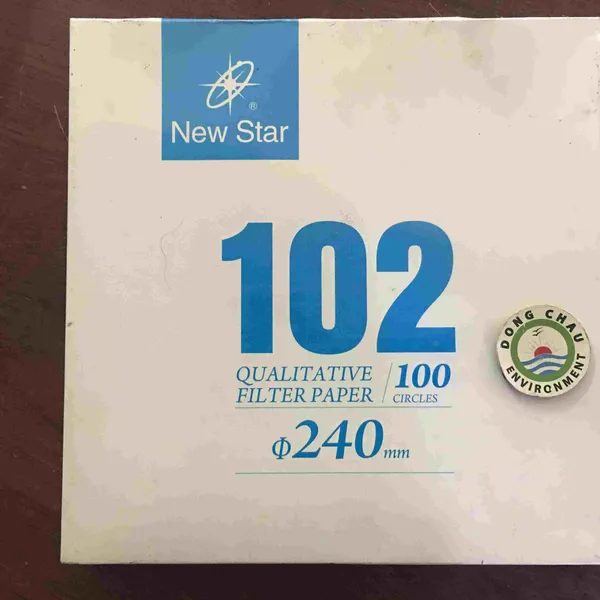 ®
New Star
102
QUALITATIVE
FILTER PAPER
/100
CIRCLES
Φ240mm
DONG CHAU
ENVIRONMENT